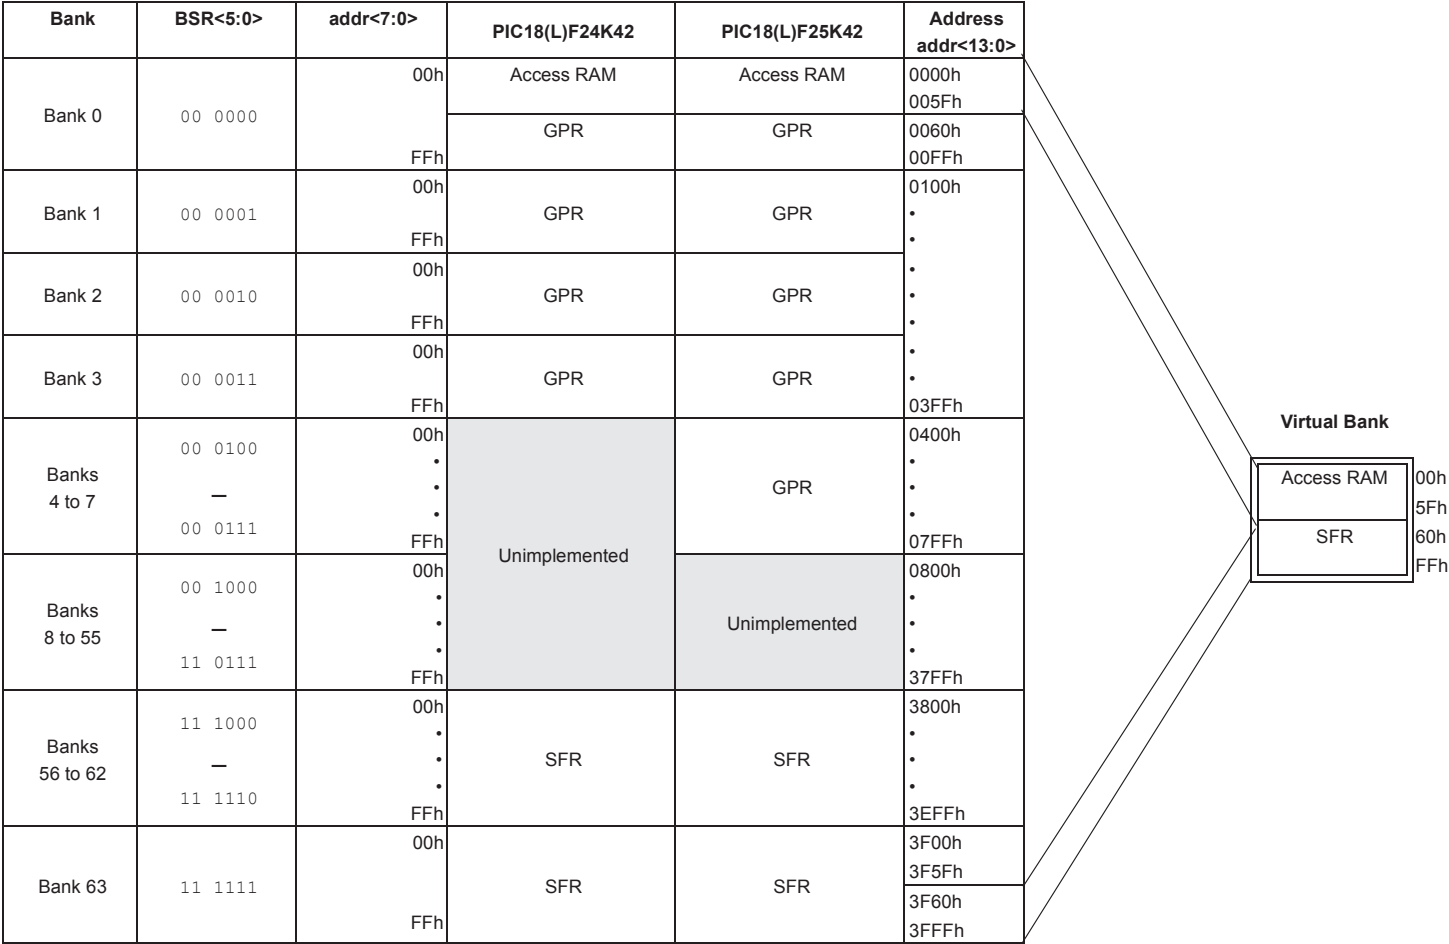 Bank BSR<5:0> addr<7:0> PIC18(L)F24K42 PIC18(L)F25K42 Address addr<13:0>
Bank 0 00 0000 00h Access RAM Access RAM 0000h
005Fh
GPR GPR 0060h
FFh 00FFh
Bank 1 00 0001 00h GPR GPR 0100h
•
FFh •
Bank 2 00 0010 00h GPR GPR •
•
FFh •
Bank 3 00 0011 00h GPR GPR •
•
FFh 03FFh
Banks 4 to 7 00 0100 – 00 0111 00h Unimplemented GPR 0400h
• •
• •
• •
FFh 07FFh
Banks 8 to 55 00 1000 – 11 0111 00h Unimplemented 0800h
• •
• •
• •
FFh 37FFh
Banks 56 to 62 11 1000 – 11 1110 00h SFR SFR 3800h
• •
• •
• •
FFh 3EFFh
Bank 63 11 1111 00h SFR SFR 3F00h
3F5Fh
3F60h
FFh 3FFFh
Virtual Bank
Access RAM 00h
5Fh
SFR 60h
FFh